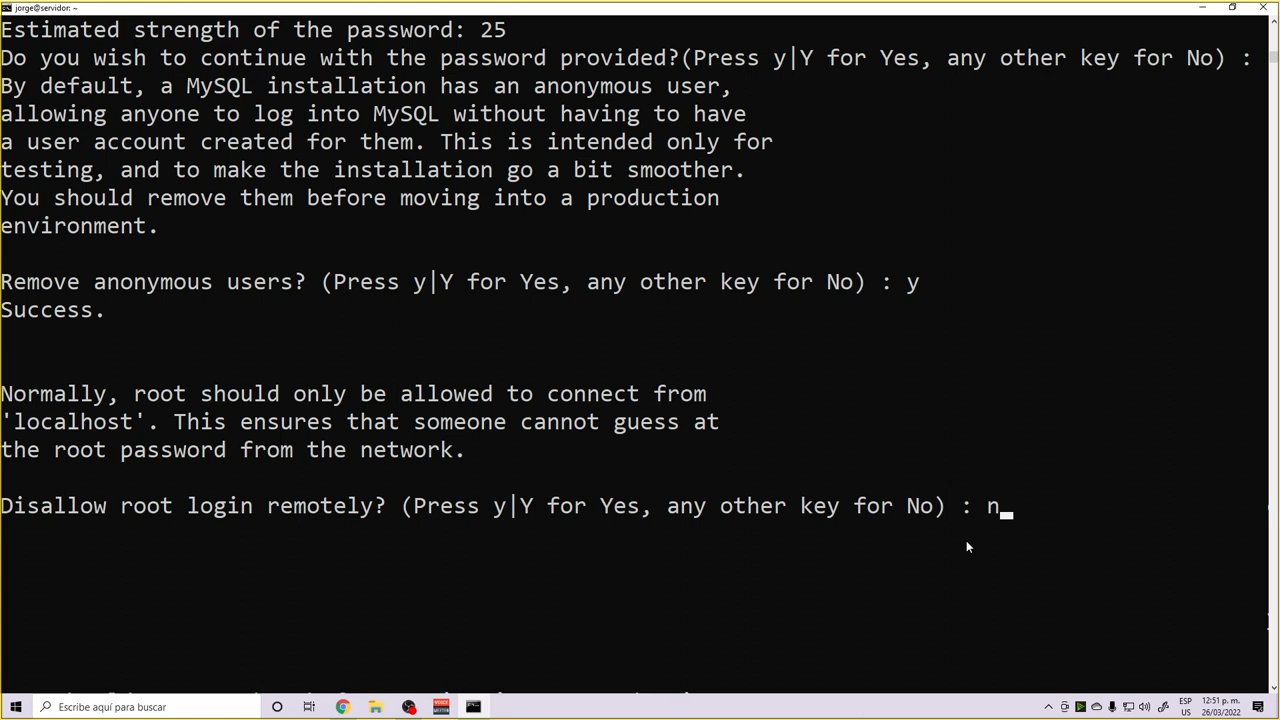 jorge@servidor: ~
Estimated strength of the password: 25
Do you wish to continue with the password provided?(Press y|Y for Yes, any other key for No) :
By default, a MySQL installation has an anonymous user,
allowing anyone to log into MySQL without having to have
a user account created for them. This is intended only for
testing, and to make the installation go a bit smoother.
You should remove them before moving into a production
environment.
Remove anonymous users? (Press y|Y for Yes, any other key for No) : y
Success.
Normally, root should only be allowed to connect from
'localhost'. This ensures that someone cannot guess at
the root password from the network.
Disallow root login remotely? (Press y|Y for Yes, any other key for No) : n
Escribe aquí para buscar
ESP
US
12:51 p. m.
26/03/2022